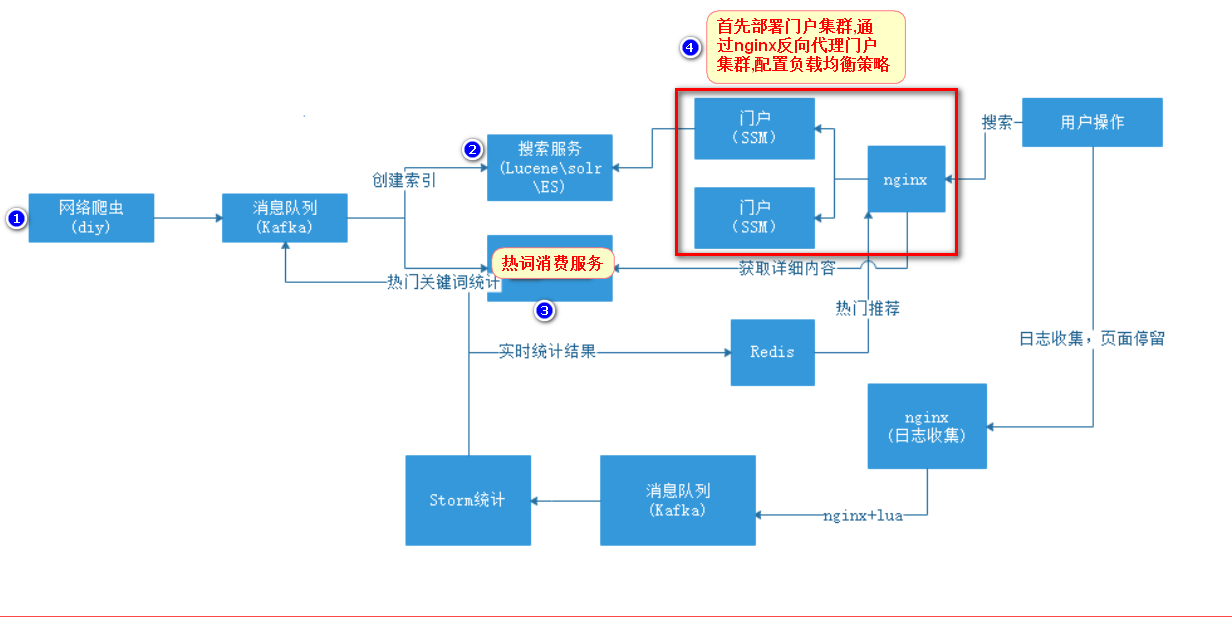 首先部署门户集群,通
过nginx反向代理门户
集群,配置负载均衡策略
4
门户
(SSM)
搜索
用户操作
2
搜索服务
(Lucene\solr
\ES)
创建索引
nginx
1
网络爬虫
(diy)
消息队列
(Kafka)
门户
(SSM)
热词消费服务
获取详细内容
热门关键词统计
3
热门推荐
日志收集，页面停留
实时统计结果
Redis
nginx
(日志收集)
Storm统计
消息队列
(Kafka)
nginx+lua